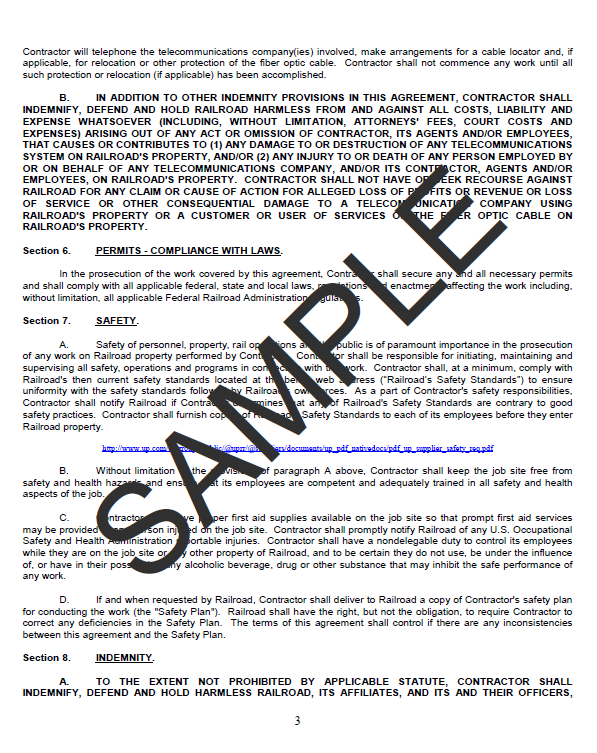 Contractor will telephone the telecommunications company(ies) involved, make arrangements for a cable locator and, if
applicable, for relocation or other protection of the fiber optic cable. Contractor shall not commence any work until all
such protection or relocation (if applicable) has been accomplished.
B. IN ADDITION TO OTHER INDEMNITY PROVISIONS IN THIS AGREEMENT, CONTRACTOR SHALL
INDEMNIFY, DEFEND AND HOLD RAILROAD HARMLESS FROM AND AGAINST ALL COSTS, LIABILITY AND
EXPENSE WHATSOEVER (INCLUDING, WITHOUT LIMITATION, ATTORNEYS' FEES, COURT COSTS AND
EXPENSES) ARISING OUT OF ANY ACT OR OMISSION OF CONTRACTOR, ITS AGENTS AND/OR EMPLOYEES,
THAT CAUSES OR CONTRIBUTES TO (1) ANY DAMAGE TO OR DESTRUCTION OF ANY TELECOMMUNICATIONS
SYSTEM ON RAILROAD'S PROPERTY, AND/OR (2) ANY INJURY TO OR DEATH OF ANY PERSON EMPLOYED BY
OR ON BEHALF OF ANY TELECOMMUNICATIONS COMPANY, AND/OR ITS CONTRACTOR, AGENTS AND/OR
EMPLOYEES, ON RAILROAD'S PROPERTY. CONTRACTOR SHALL NOT HAVE OR SEEK RECOURSE AGAINST
RAILROAD FOR ANY CLAIM OR CAUSE OF ACTION FOR ALLEGED LOSS OF PROFITS OR REVENUE OR LOSS
OF SERVICE OR OTHER CONSEQUENTIAL DAMAGE TO A TELECOMMUNICATION COMPANY USING
RAILROAD'S PROPERTY OR A CUSTOMER OR USER OF SERVICES OF THE FIBER OPTIC CABLE ON
RAILROAD'S PROPERTY.
Section 6. PERMITS - COMPLIANCE WITH LAWS.
In the prosecution of the work covered by this agreement, Contractor shall secure any and all necessary permits
and shall comply with all applicable federal, state and local laws, regulations and enactments affecting the work including,
without limitation, all applicable Federal Railroad Administration regulations.
Section 7. SAFETY.
A. Safety of personnel, property, rail operations and the public is of paramount importance in the prosecution
of any work on Railroad property performed by Contractor. Contractor shall be responsible for initiating, maintaining and
supervising all safety, operations and programs in connection with the work. Contractor shall, at a minimum, comply with
Railroad's then current safety standards located at the below web address ("Railroad's Safety Standards") to ensure
uniformity with the safety standards followed by Railroad's own forces. As a part of Contractor's safety responsibilities,
Contractor shall notify Railroad if Contractor determines that any of Railroad's Safety Standards are contrary to good
safety practices. Contractor shall furnish copies of Railroad's Safety Standards to each of its employees before they enter
Railroad property.
http://www.up.com/ /@uprr/ /documents/up_pdf_nativedocs/pdf_up_supplier_safety_req.pdf
B. Without limitation of the provisions of paragraph A above, Contractor shall keep the job site free from
safety and health hazards and ensure that its employees are competent and adequately trained in all safety and health
aspects of the job.
C. Contractor shall have proper first aid supplies available on the job site so that prompt first aid services
may be provided to any person injured on the job site. Contractor shall promptly notify Railroad of any U.S. Occupational
Safety and Health Administration reportable injuries. Contractor shall have a nondelegable duty to control its employees
while they are on the job site or any other property of Railroad, and to be certain they do not use, be under the influence
of, or have in their possession any alcoholic beverage, drug or other substance that may inhibit the safe performance of
any work.
D. If and when requested by Railroad, Contractor shall deliver to Railroad a copy of Contractor's safety plan
for conducting the work (the "Safety Plan"). Railroad shall have the right, but not the obligation, to require Contractor to
correct any deficiencies in the Safety Plan. The terms of this agreement shall control if there are any inconsistencies
between this agreement and the Safety Plan.
Section 8. INDEMNITY.
A. TO THE EXTENT NOT PROHIBITED BY APPLICABLE STATUTE, CONTRACTOR SHALL
INDEMNIFY, DEFEND AND HOLD HARMLESS RAILROAD, ITS AFFILIATES, AND ITS AND THEIR OFFICERS,
3
SAMPLE